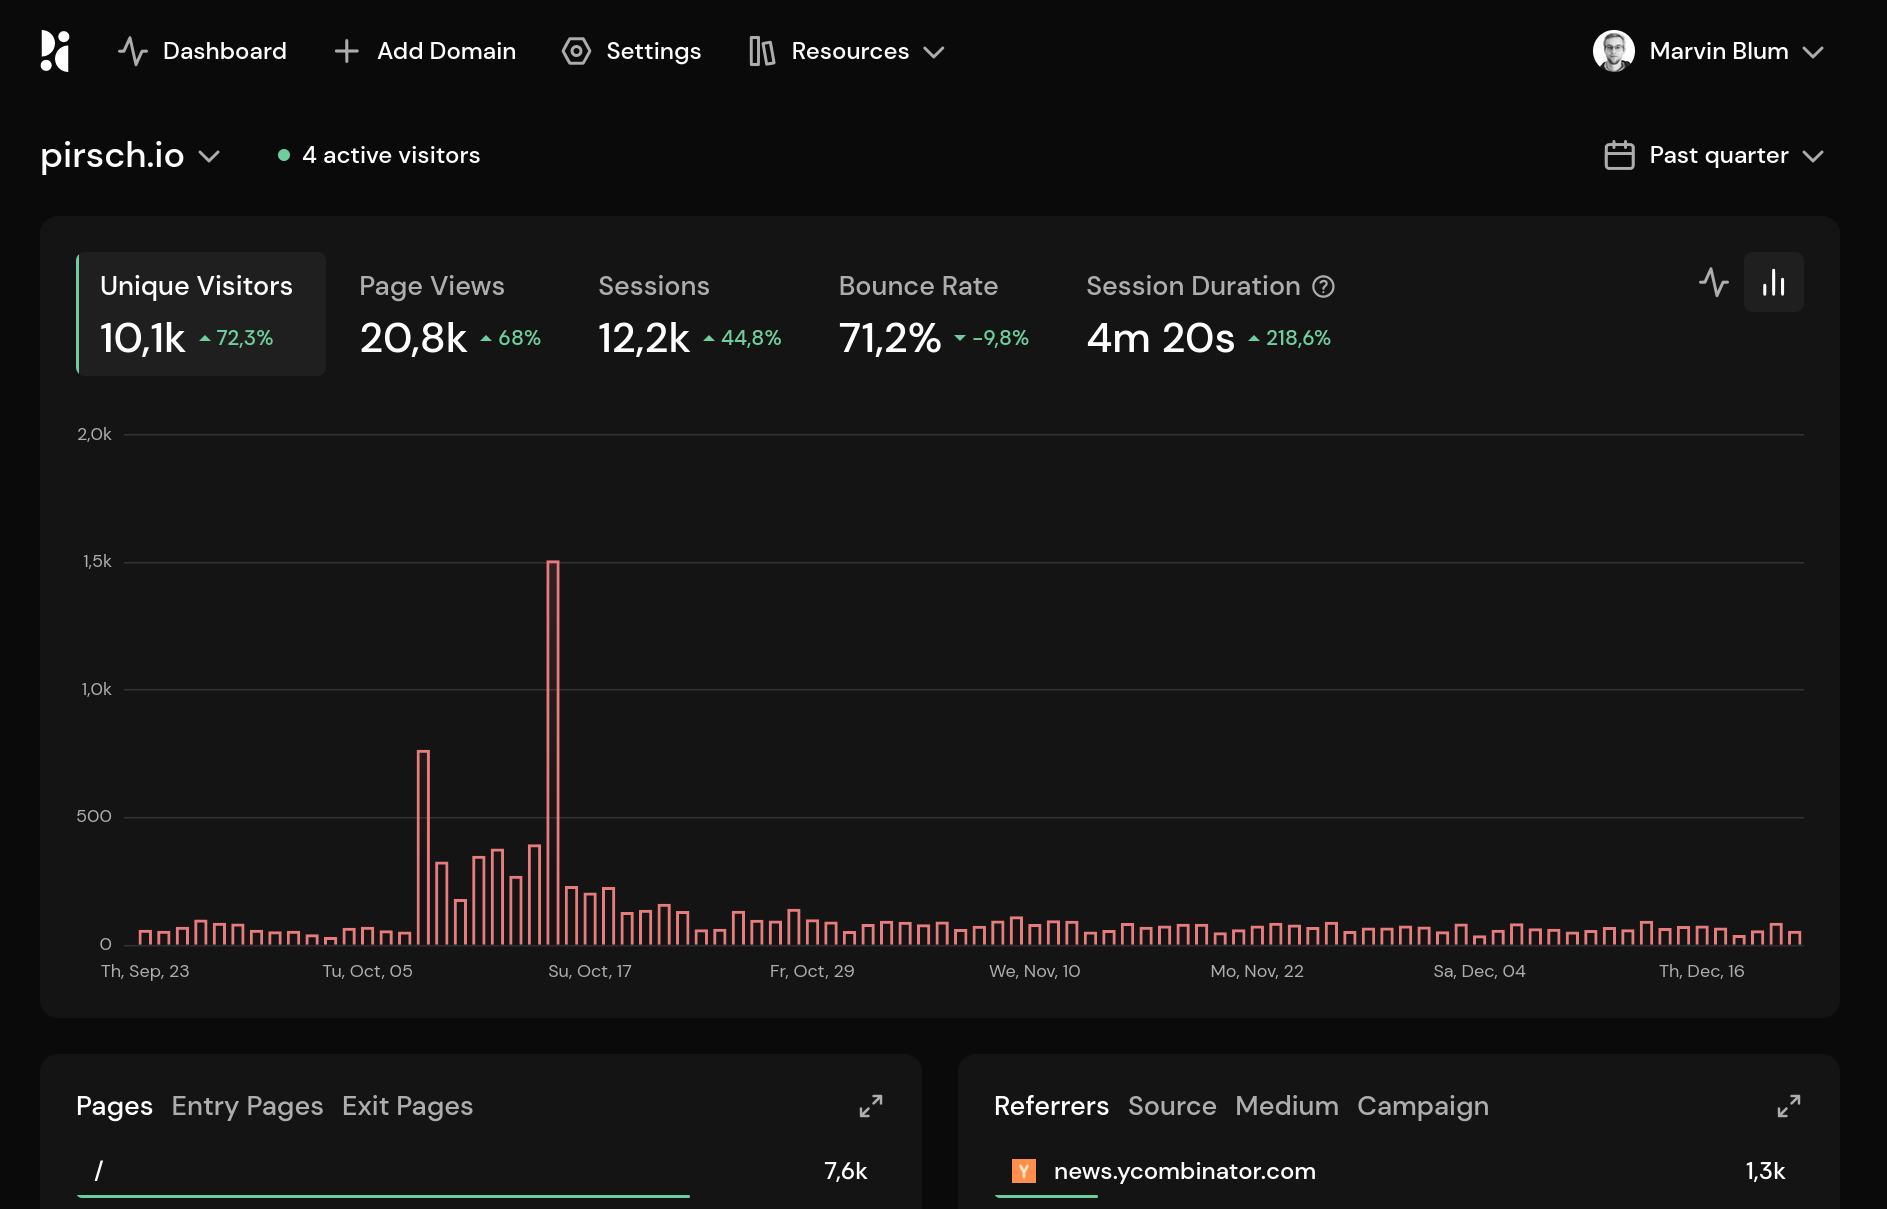 Dashboard Add Domain Settings Resources Marvin Blum
pirsch.io 4 active visitors Past quarter
Unique Visitors Page Views Sessions Bounce Rate Session Duration ?
10,1k 72,3% 20,8k 68% 12,2k 44,8% 71,2% -9,8% 4m 20s 218,6%
2,0k
1,5k
1,0k
500
0
Th, Sep, 23 Tu, Oct, 05 Su, Oct, 17 Fr, Oct, 29 We, Nov, 10 Mo, Nov, 22 Sa, Dec, 04 Th, Dec, 16
Pages Entry Pages Exit Pages
/ 7,6k
Referrers Source Medium Campaign
Y news.ycombinator.com 1,3k